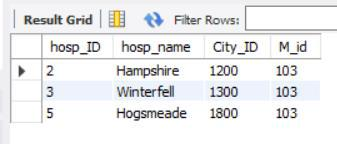 Result Grid Filter Rows:
hosp_ID hosp_name City_ID M_id
2 Hampshire 1200 103
3 Winterfell 1300 103
5 Hogsmeade 1800 103